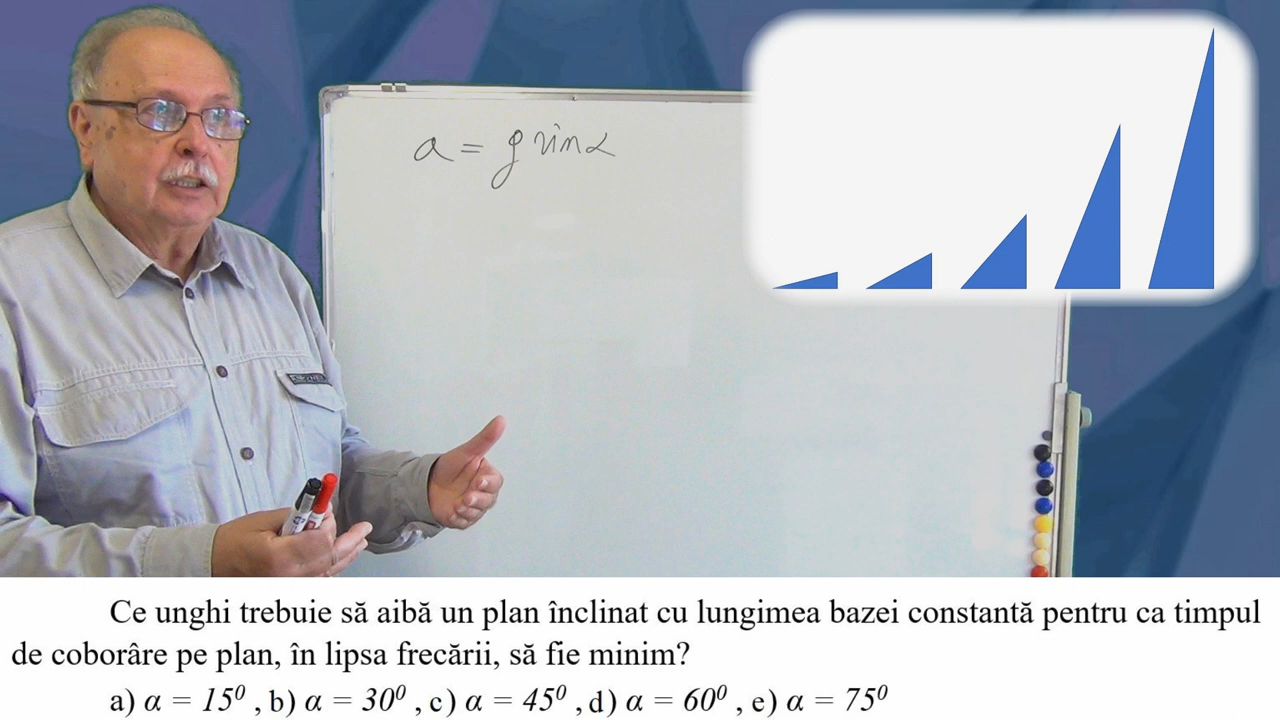 a = g sin α
Ce unghi trebuie să aibă un plan înclinat cu lungimea bazei constantă pentru ca timpul
de coborâre pe plan, în lipsa frecării, să fie minim?
a) α = 15⁰ , b) α = 30⁰ , c) α = 45⁰ , d) α = 60⁰ , e) α = 75⁰